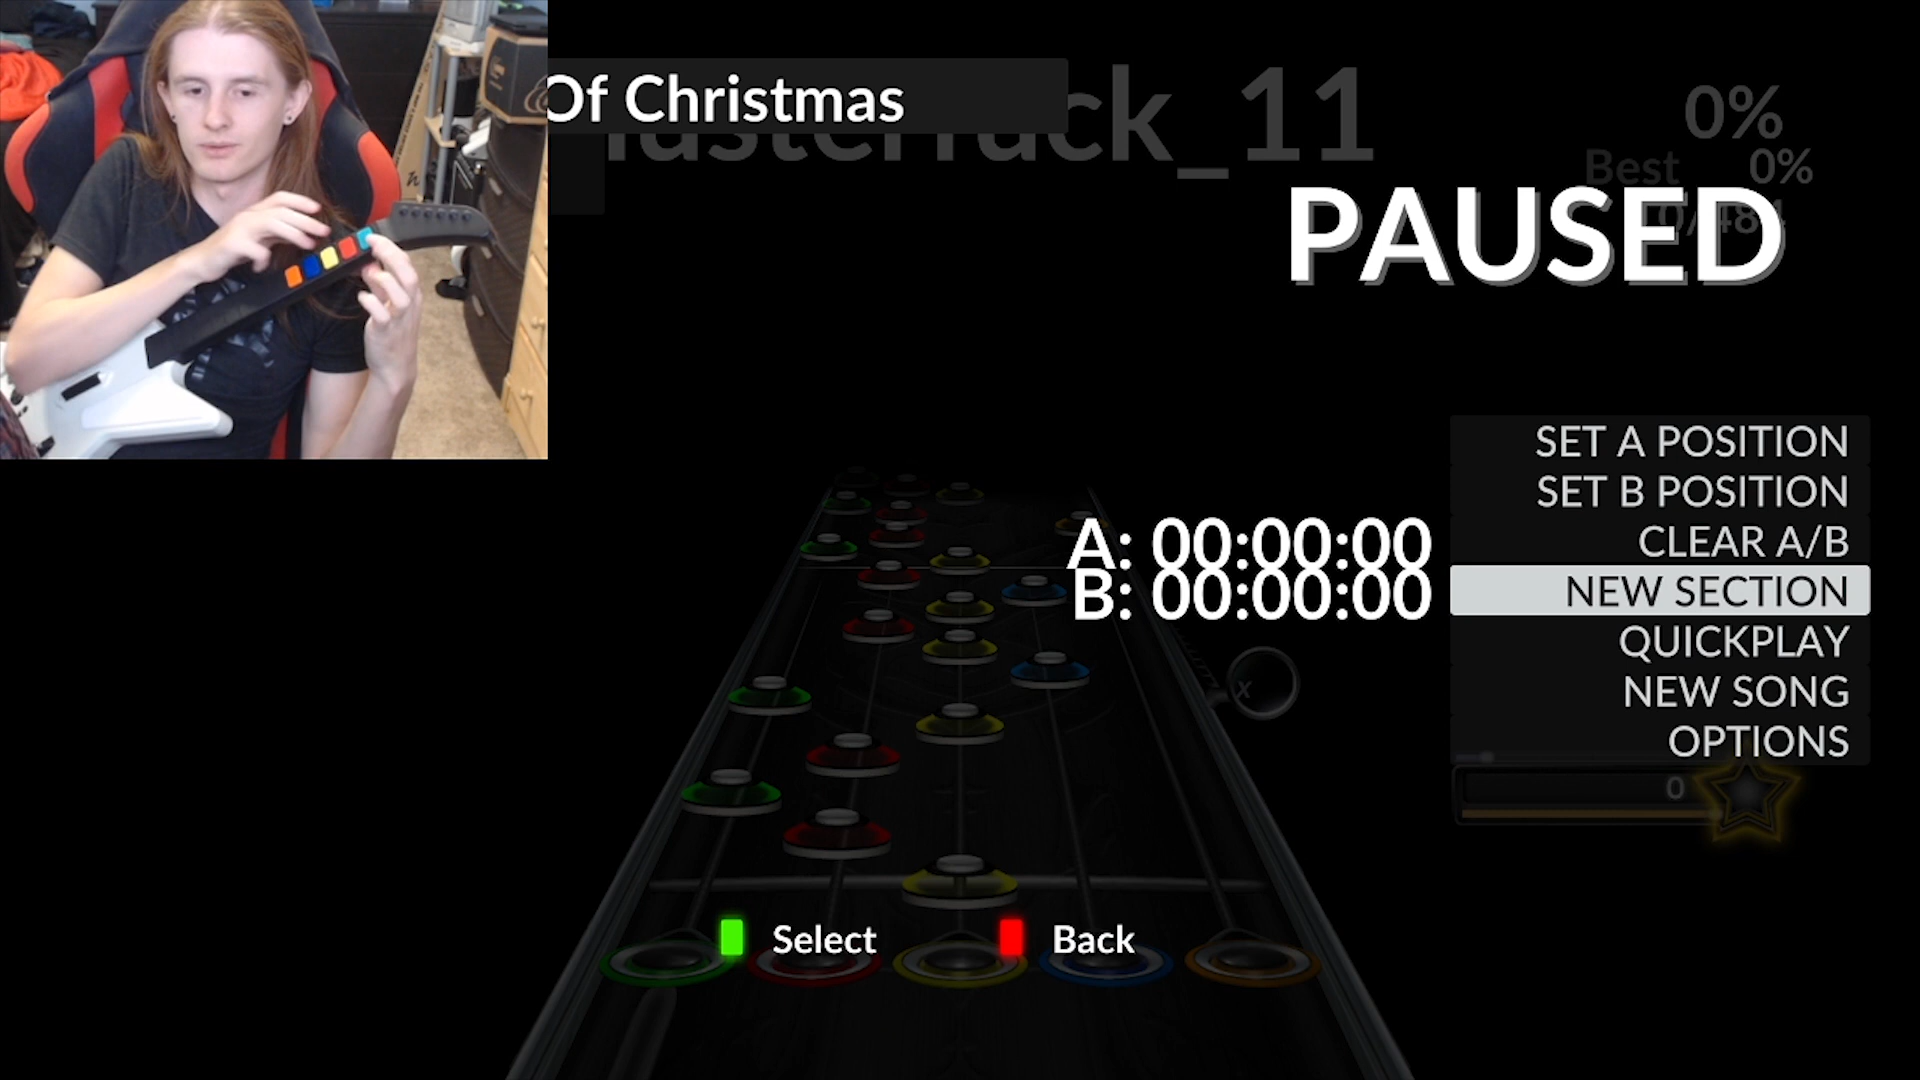 Of Christmas
ck_11
0%
Best 0%
PAUSED
SET A POSITION
SET B POSITION
A: 00:00:00
CLEAR A/B
B: 00:00:00
NEW SECTION
QUICKPLAY
NEW SONG
OPTIONS
0
X
Select
Back